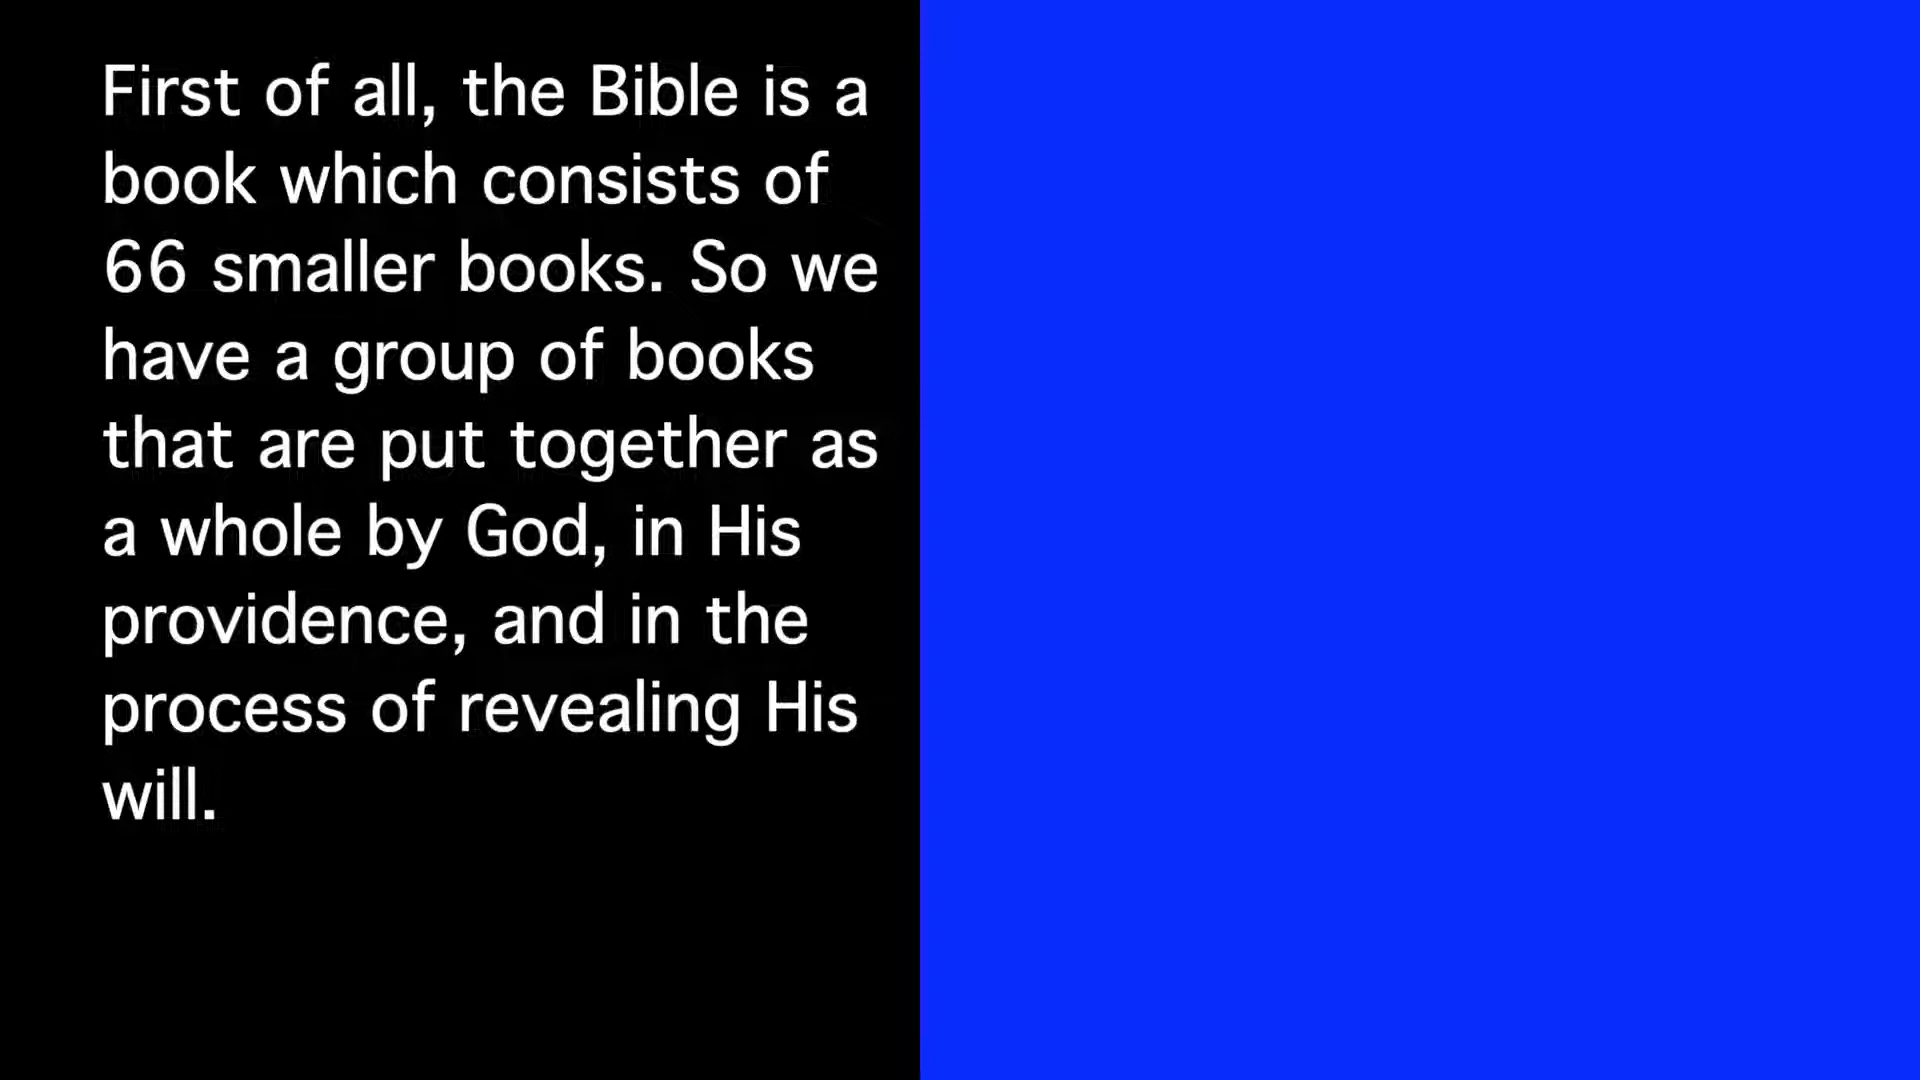 First of all, the Bible is a
book which consists of
66 smaller books. So we
have a group of books
that are put together as
a whole by God, in His
providence, and in the
process of revealing His
will.